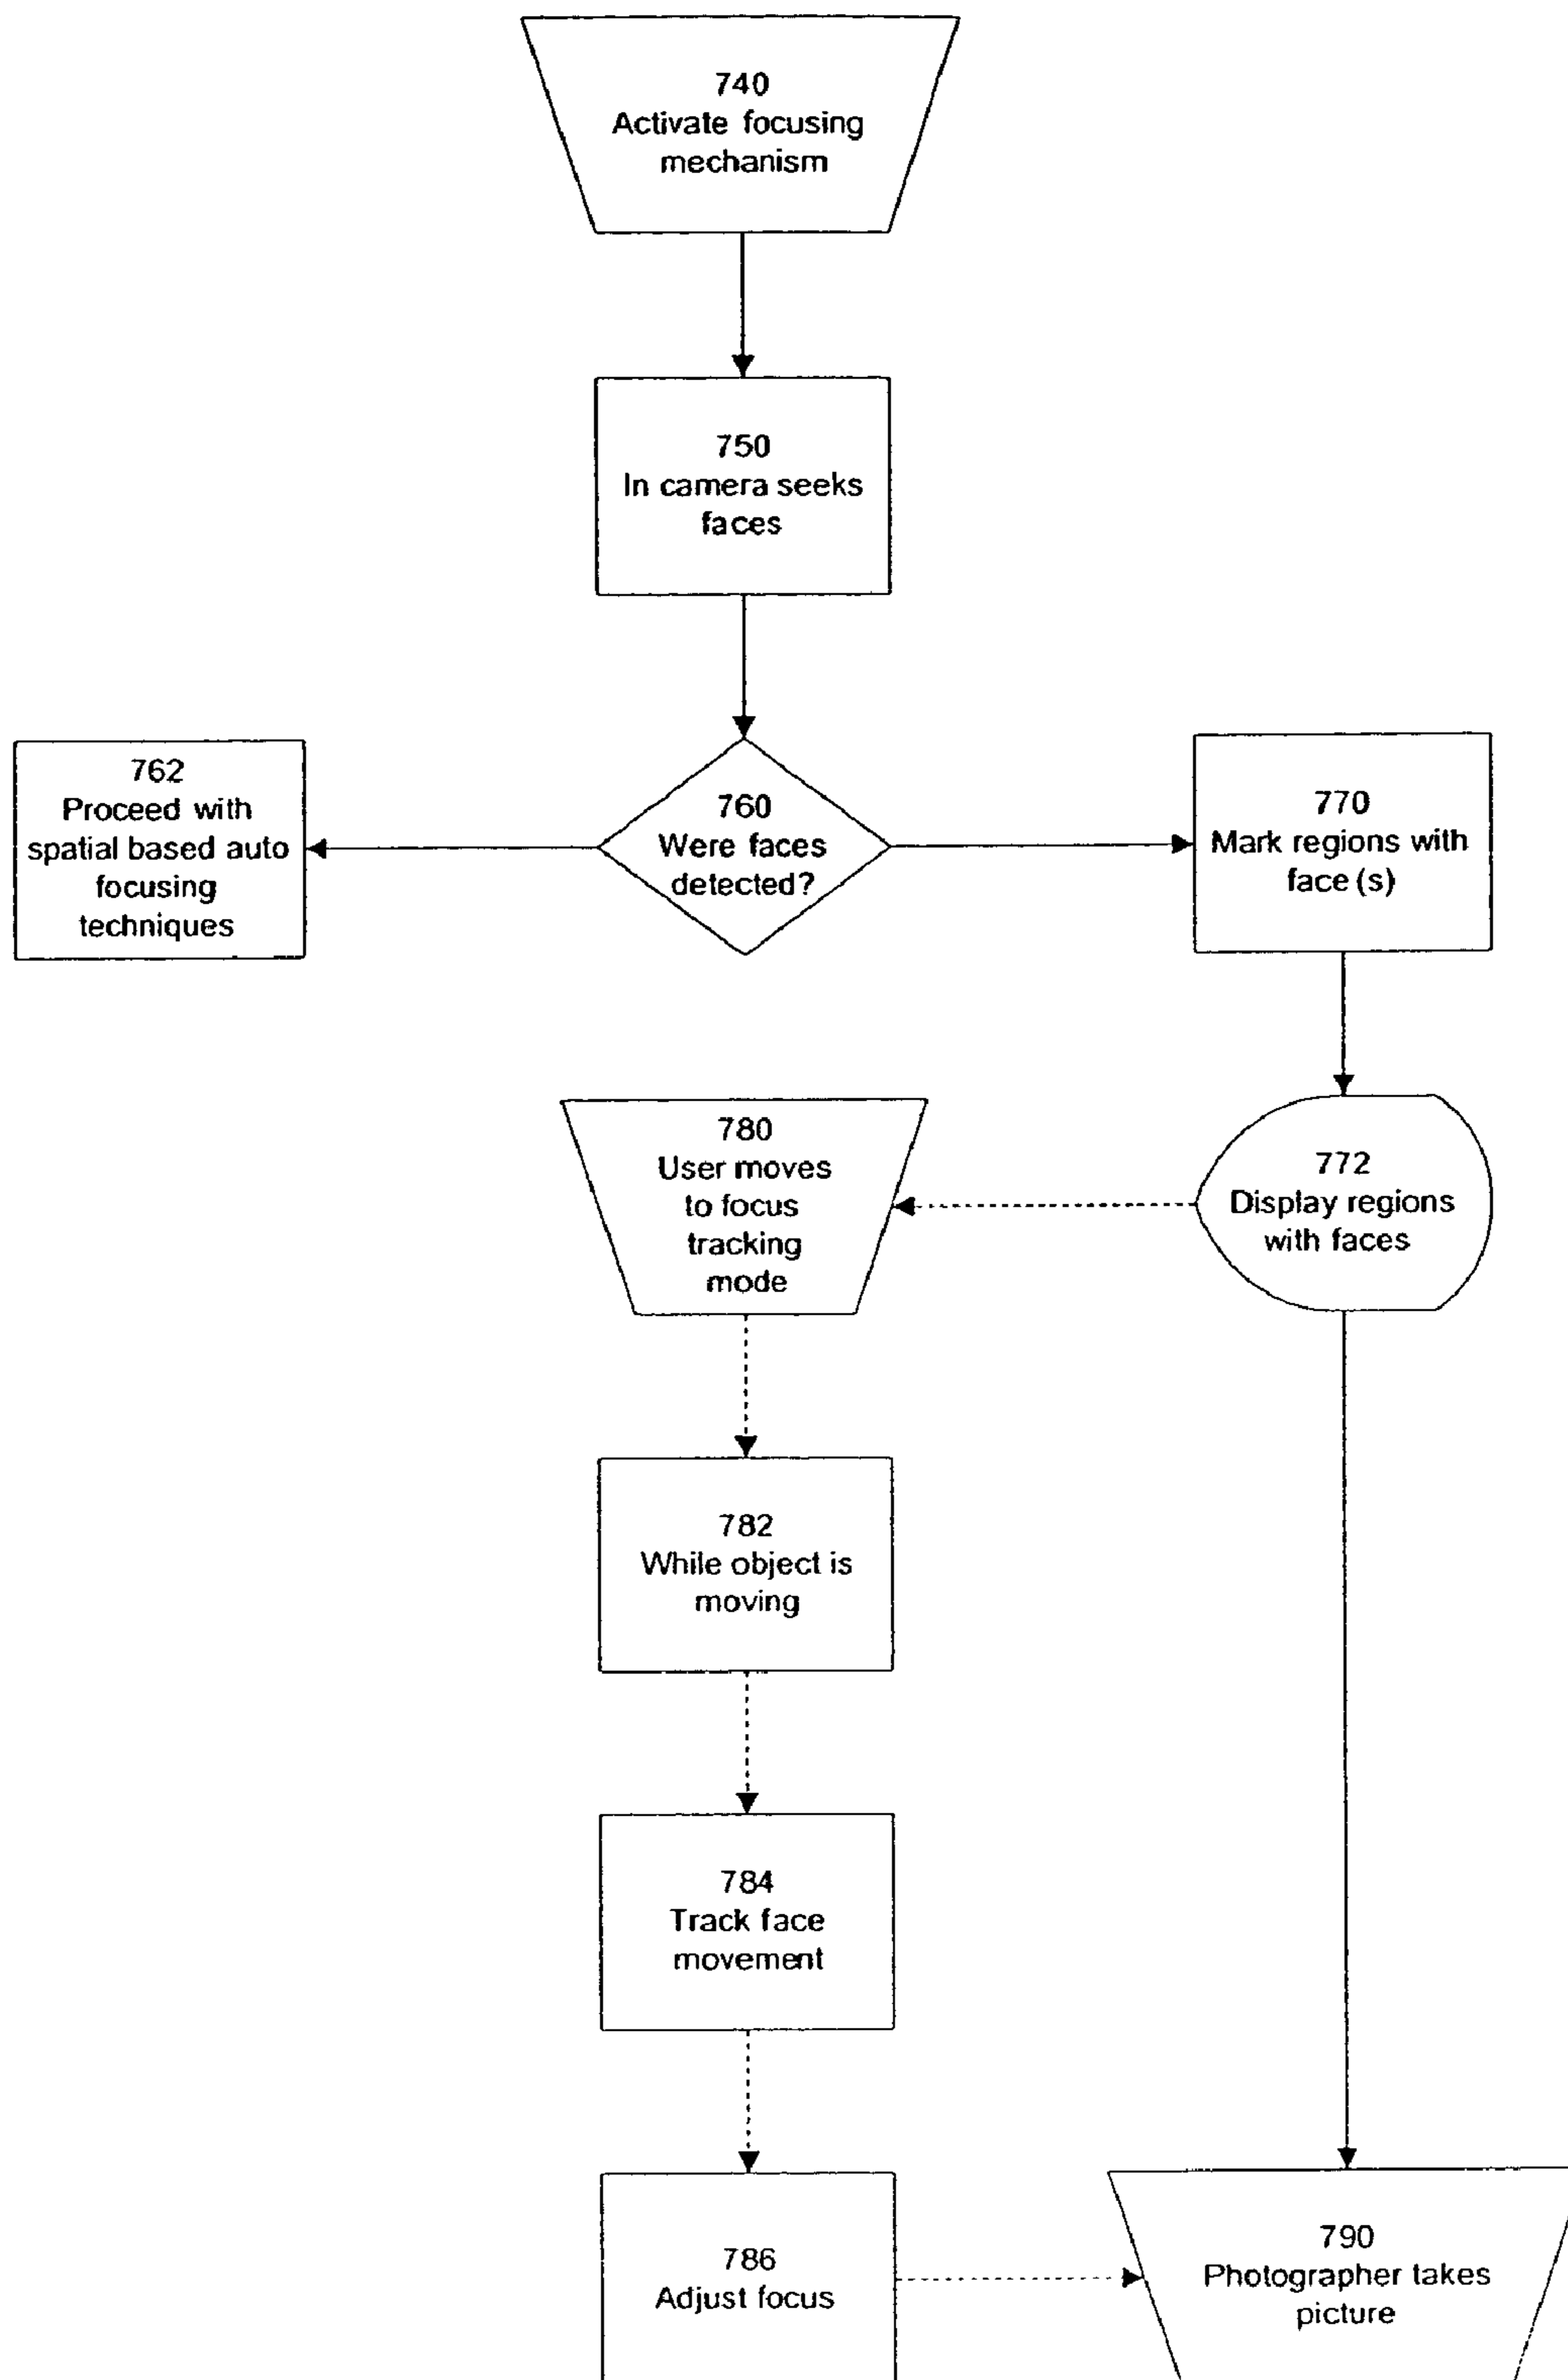 740
Activate focusing
mechanism
750
In camera seeks
faces
762
Proceed with
spatial based auto
focusing
techniques
760
Were faces
detected?
770
Mark regions with
face (s)
780
User moves
to focus
tracking
mode
772
Display regions
with faces
782
While object is
moving
784
Track face
movement
786
Adjust focus
790
Photographer takes
picture